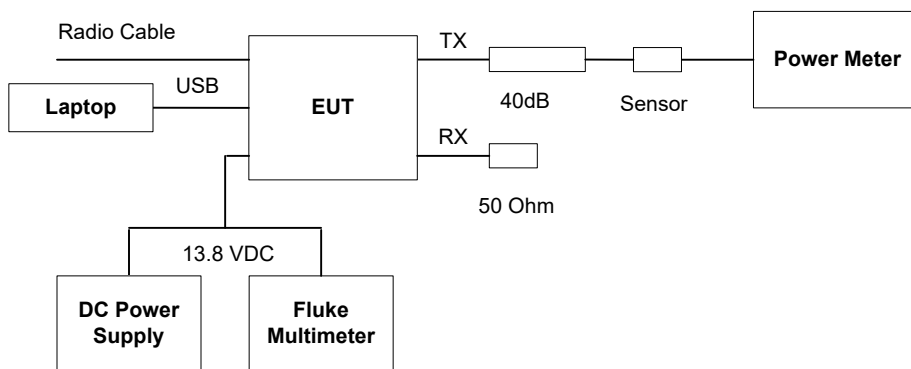 Radio Cable
TX
Power Meter
USB
Laptop
EUT
40dB
Sensor
RX
50 Ohm
13.8 VDC
DC Power
Supply
Fluke
Multimeter